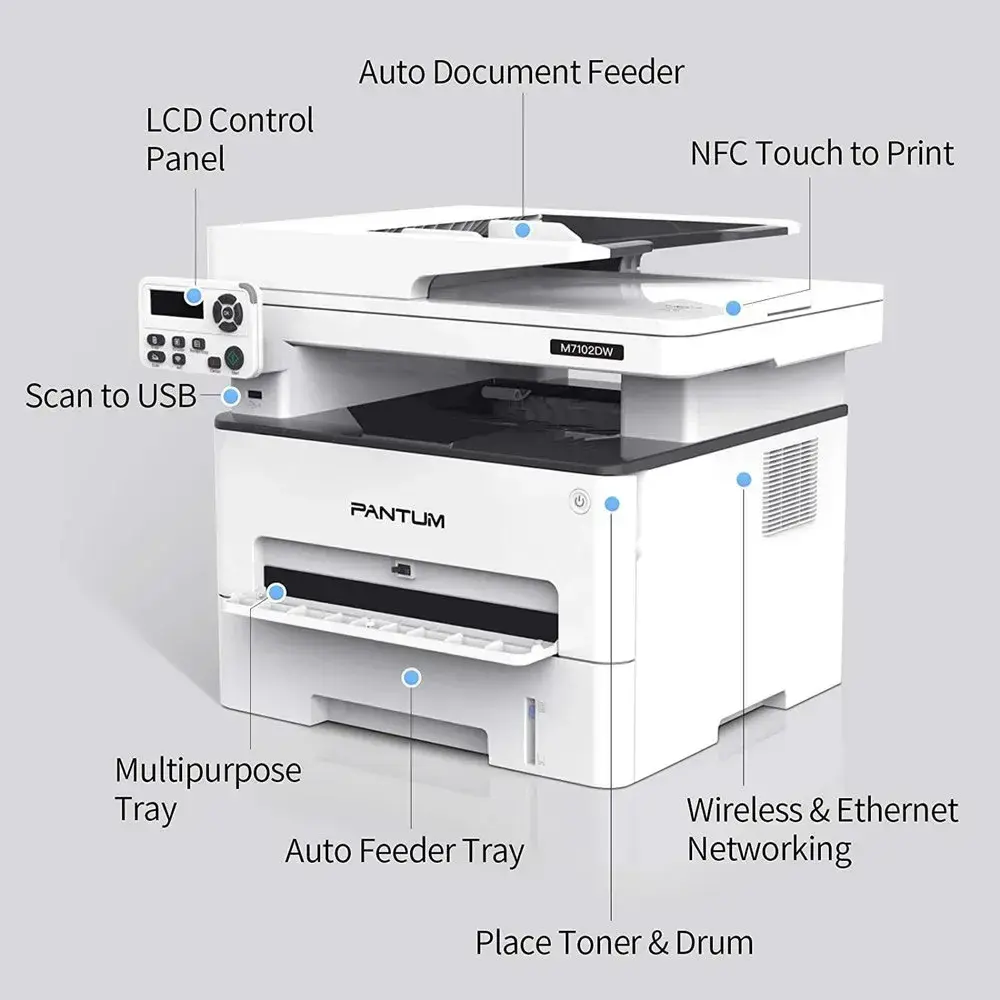 Auto Document Feeder
LCD Control
Panel
NFC Touch to Print
M7102DW
Scan to USB
PANTUM
Multipurpose
Tray
Auto Feeder Tray
Wireless & Ethernet
Networking
Place Toner & Drum